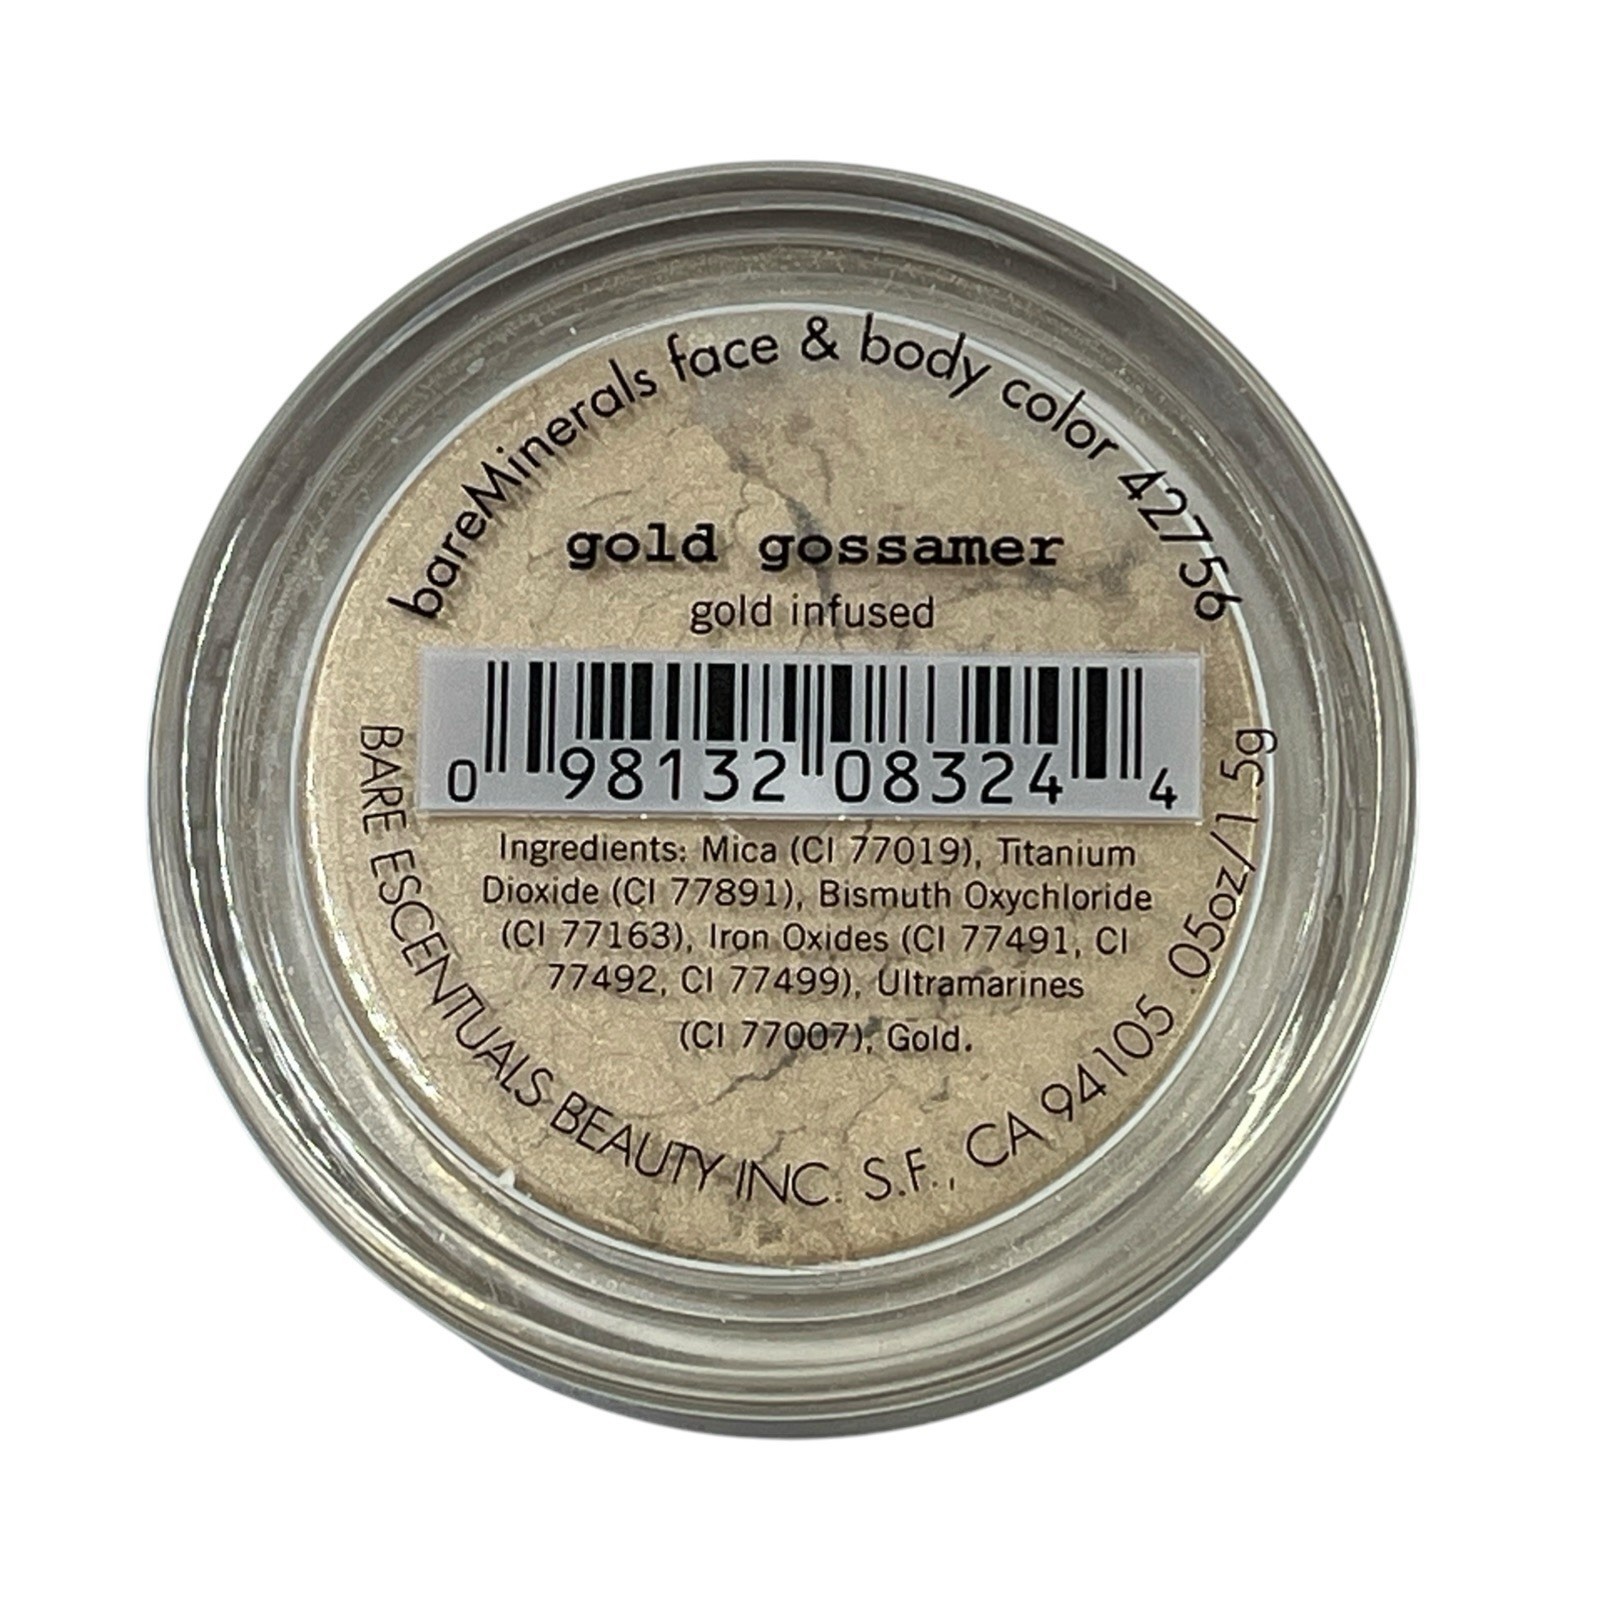 bareMinerals face & body color 42756
gold gossamer
gold infused
0 98132 08324 4
Ingredients: Mica (CI 77019), Titanium
Dioxide (CI 77891), Bismuth Oxychloride
(CI 77163), Iron Oxides (CI 77491, CI
77492, CI 77499), Ultramarines
(CI 77007), Gold.
BARE ESCENTUALS BEAUTY INC. S.F., CA 94105 .05oz/1.5g